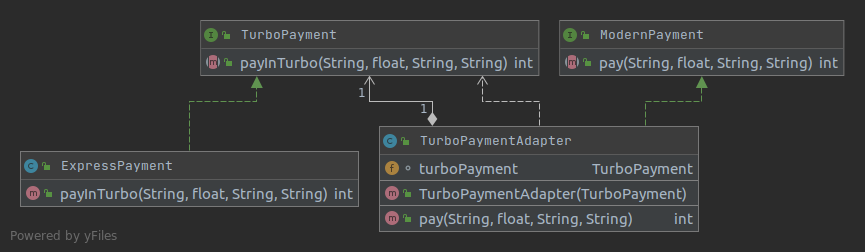 TurboPayment
payInTurbo(String, float, String, String) int
ModernPayment
pay(String, float, String, String) int
1
1
TurboPaymentAdapter
turboPayment TurboPayment
TurboPaymentAdapter(TurboPayment)
pay(String, float, String, String) int
ExpressPayment
payInTurbo(String, float, String, String) int
Powered by yFiles